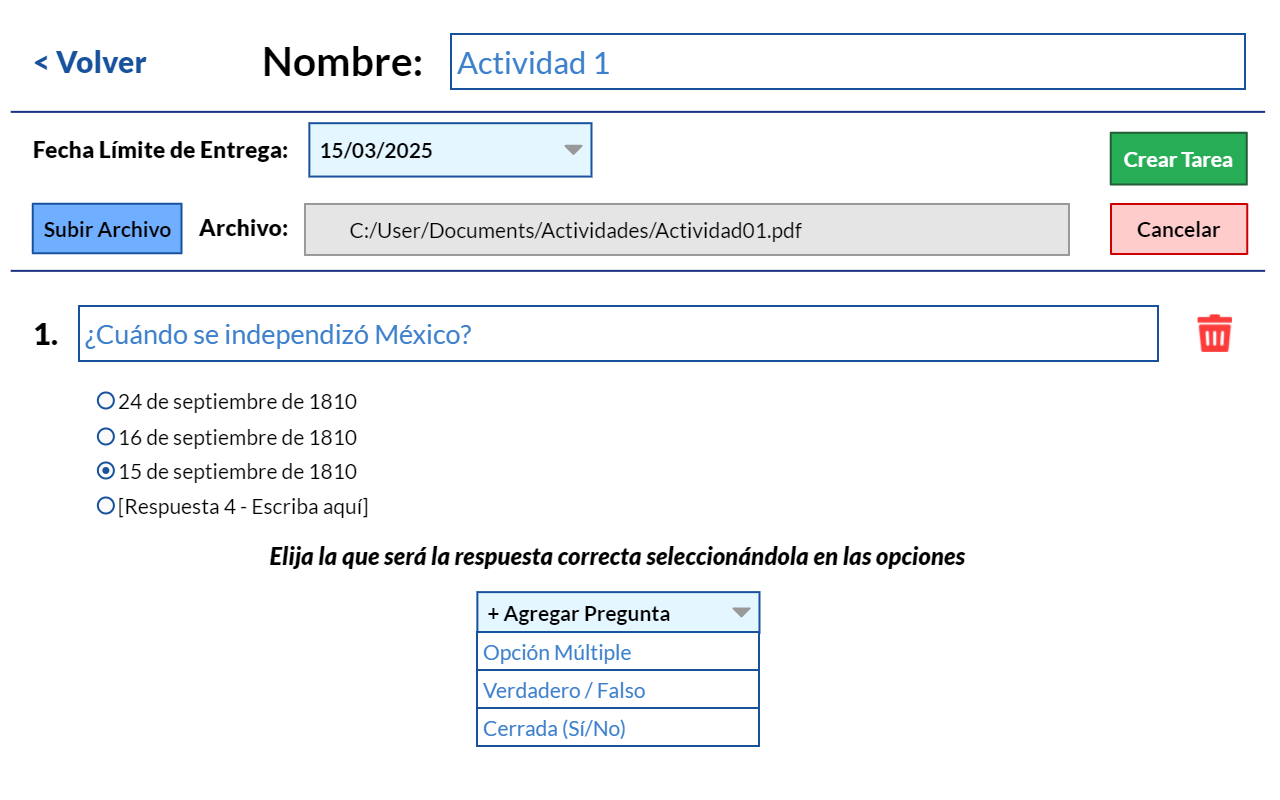 < Volver
Nombre:
Actividad 1
Fecha Límite de Entrega:
15/03/2025
Crear Tarea
Subir Archivo
Archivo:
C:/User/Documents/Actividades/Actividad01.pdf
Cancelar
1.
¿Cuándo se independizó México?
24 de septiembre de 1810
16 de septiembre de 1810
15 de septiembre de 1810
[Respuesta 4 - Escriba aquí]
Elija la que será la respuesta correcta seleccionándola en las opciones
+ Agregar Pregunta
Opción Múltiple
Verdadero / Falso
Cerrada (Sí/No)